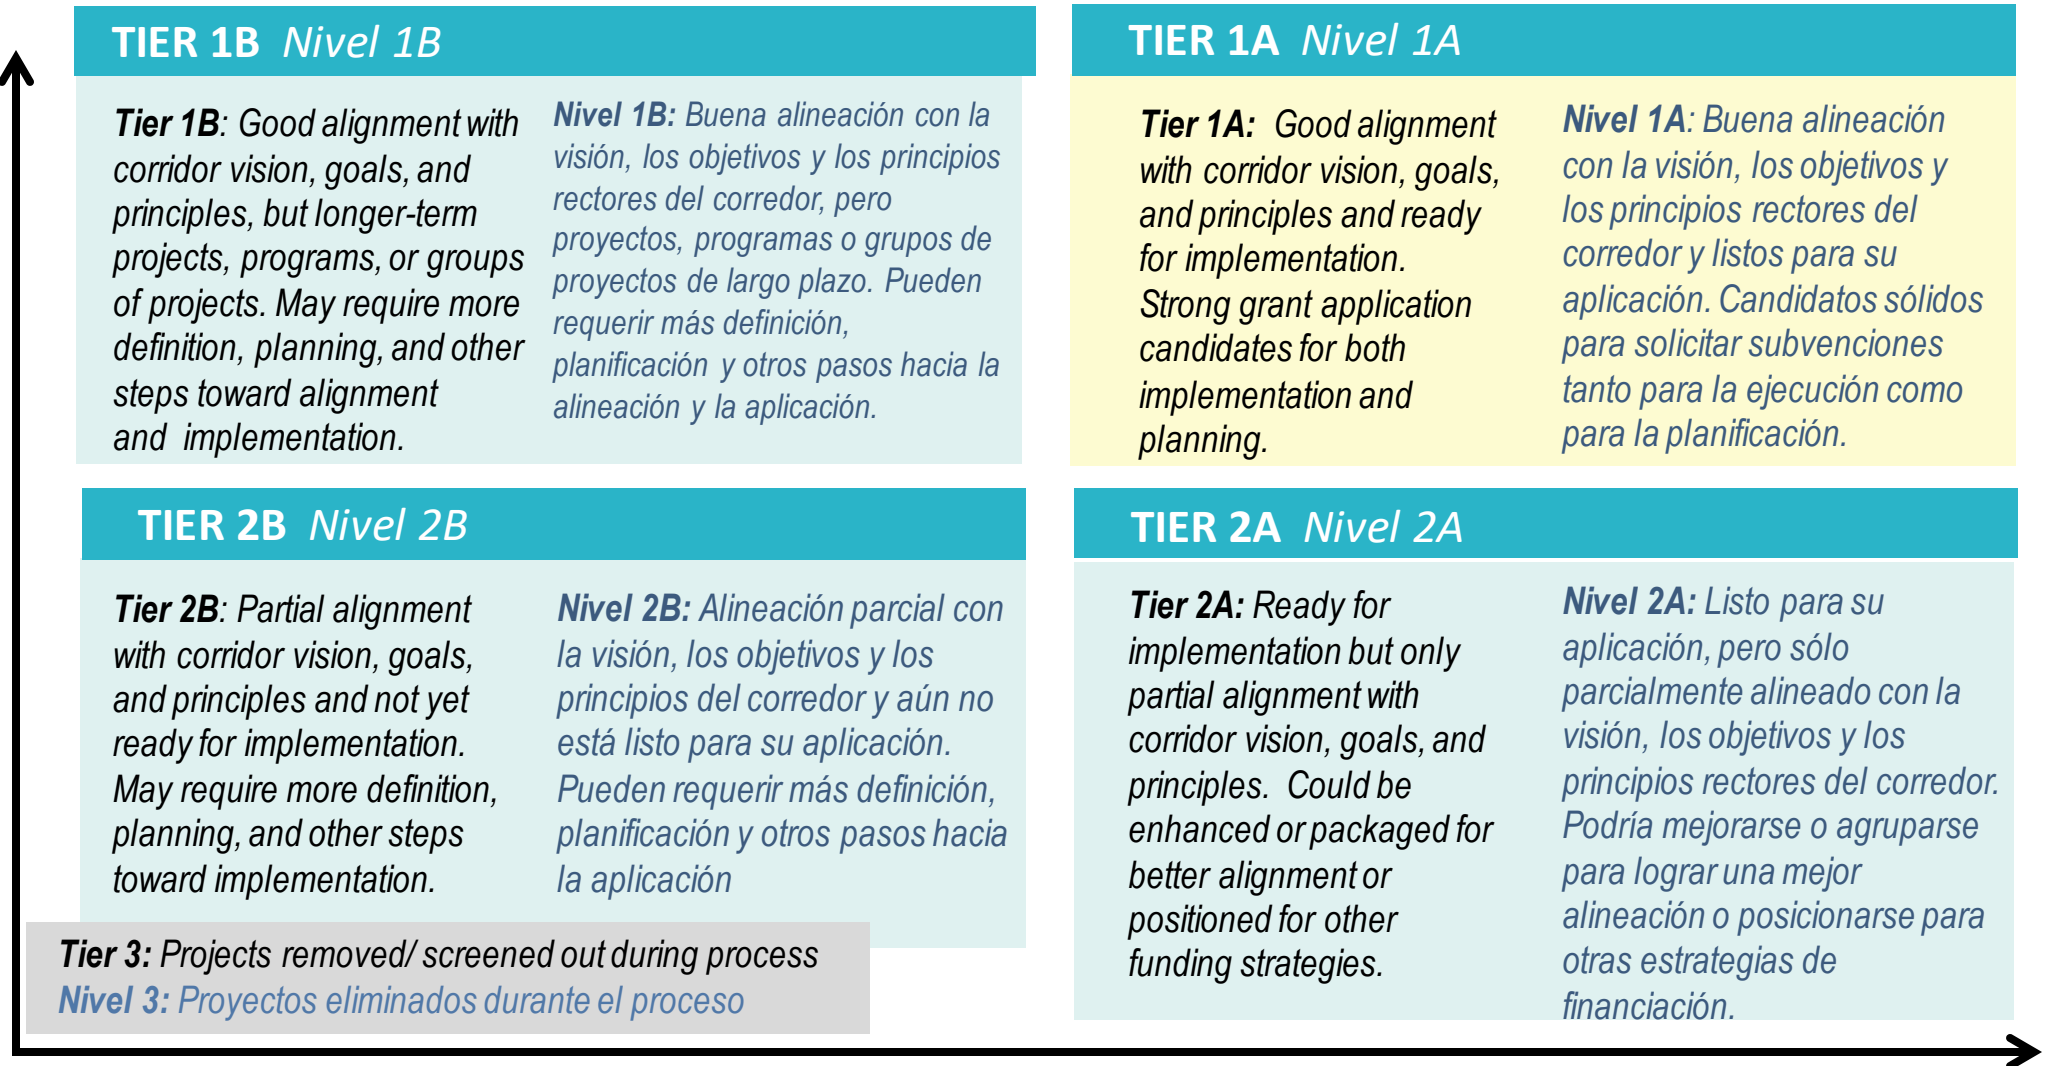 TIER 1B Nivel 1B
Tier 1B: Good alignment with
corridor vision, goals, and
principles, but longer-term
projects, programs, or groups
of projects. May require more
definition, planning, and other
steps toward alignment
and implementation.
Nivel 1B: Buena alineación con la
visión, los objetivos y los principios
rectores del corredor, pero
proyectos, programas o grupos de
proyectos de largo plazo. Pueden
requerir más definición,
planificación y otros pasos hacia la
alineación y la aplicación.
TIER 1A Nivel 1A
Tier 1A: Good alignment
with corridor vision, goals,
and principles and ready
for implementation.
Strong grant application
candidates for both
implementation and
planning.
Nivel 1A: Buena alineación
con la visión, los objetivos y
los principios rectores del
corredor y listos para su
aplicación. Candidatos sólidos
para solicitar subvenciones
tanto para la ejecución como
para la planificación.
TIER 2B Nivel 2B
Tier 2B: Partial alignment
with corridor vision, goals,
and principles and not yet
ready for implementation.
May require more definition,
planning, and other steps
toward implementation.
Nivel 2B: Alineación parcial con
la visión, los objetivos y los
principios del corredor y aún no
está listo para su aplicación.
Pueden requerir más definición,
planificación y otros pasos hacia
la aplicación
TIER 2A Nivel 2A
Tier 2A: Ready for
implementation but only
partial alignment with
corridor vision, goals, and
principles. Could be
enhanced or packaged for
better alignment or
positioned for other
funding strategies.
Nivel 2A: Listo para su
aplicación, pero sólo
parcialmente alineado con la
visión, los objetivos y los
principios rectores del corredor.
Podría mejorarse o agruparse
para lograr una mejor
alineación o posicionarse para
otras estrategias de
financiación.
Tier 3: Projects removed/ screened out during process
Nivel 3: Proyectos eliminados durante el proceso